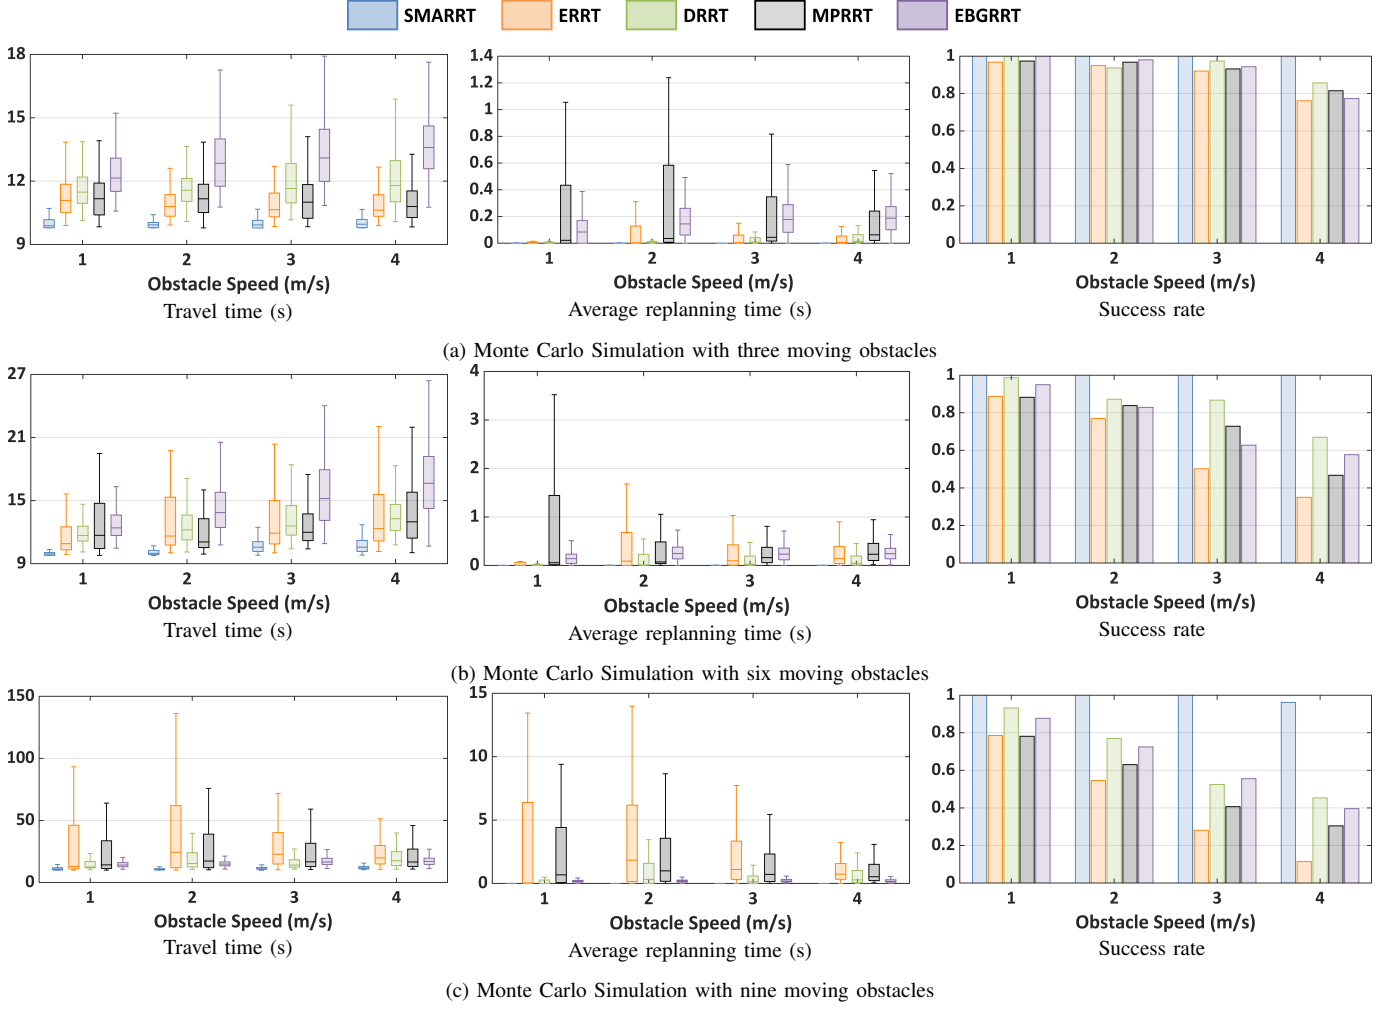 SMARRT ERRT DRRT MPRRT EBGRRT
18 15 12 9
1 2 3 4
Obstacle Speed (m/s)
Travel time (s)
1.4 1.2 1 0.8 0.6 0.4 0.2 0
1 2 3 4
Obstacle Speed (m/s)
Average replanning time (s)
1 0.8 0.6 0.4 0.2 0
1 2 3 4
Obstacle Speed (m/s)
Success rate
(a) Monte Carlo Simulation with three moving obstacles
27 21 15 9
1 2 3 4
Obstacle Speed (m/s)
Travel time (s)
4 3 2 1 0
1 2 3 4
Obstacle Speed (m/s)
Average replanning time (s)
1 0.8 0.6 0.4 0.2 0
1 2 3 4
Obstacle Speed (m/s)
Success rate
(b) Monte Carlo Simulation with six moving obstacles
150 100 50 0
1 2 3 4
Obstacle Speed (m/s)
Travel time (s)
15 10 5 0
1 2 3 4
Obstacle Speed (m/s)
Average replanning time (s)
1 0.8 0.6 0.4 0.2 0
1 2 3 4
Obstacle Speed (m/s)
Success rate
(c) Monte Carlo Simulation with nine moving obstacles